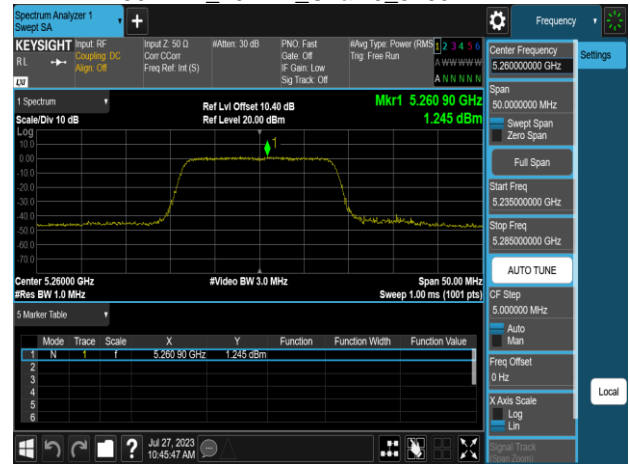 Spectrum Analyzer 1
Swept SA
+
Frequency
KEYSIGHT
RL
LXI
Input: RF
Coupling: DC
Align: Off
Input Z: 50 Ω
Corr CCorr
Freq Ref: Int (S)
#Atten: 30 dB
PNO: Fast
Gate: Off
IF Gain: Low
Sig Track: Off
#Avg Type: Power (RMS)
Trig: Free Run
1 2 3 4 5 6
A W W W W W
A N N N N N
1 Spectrum
Scale/Div 10 dB
Ref Lvl Offset 10.40 dB
Ref Level 20.00 dBm
Mkr1 5.260 90 GHz
1.245 dBm
Log
10.0
0.00
-10.0
-20.0
-30.0
-40.0
-50.0
-60.0
-70.0
1
Center 5.26000 GHz
#Res BW 1.0 MHz
#Video BW 3.0 MHz
Span 50.00 MHz
Sweep 1.00 ms (1001 pts)
5 Marker Table
Mode Trace Scale X Y Function Function Width Function Value
1 N 1 f 5.260 90 GHz 1.245 dBm
2
3
4
5
6
Settings
Center Frequency
5.260000000 GHz
Span
50.0000000 MHz
Swept Span
Zero Span
Full Span
Start Freq
5.235000000 GHz
Stop Freq
5.285000000 GHz
AUTO TUNE
CF Step
5.000000 MHz
Auto
Man
Freq Offset
0 Hz
X Axis Scale
Log
Lin
Signal Track
(Span Zoom)
Local
?
Jul 27, 2023
10:45:47 AM